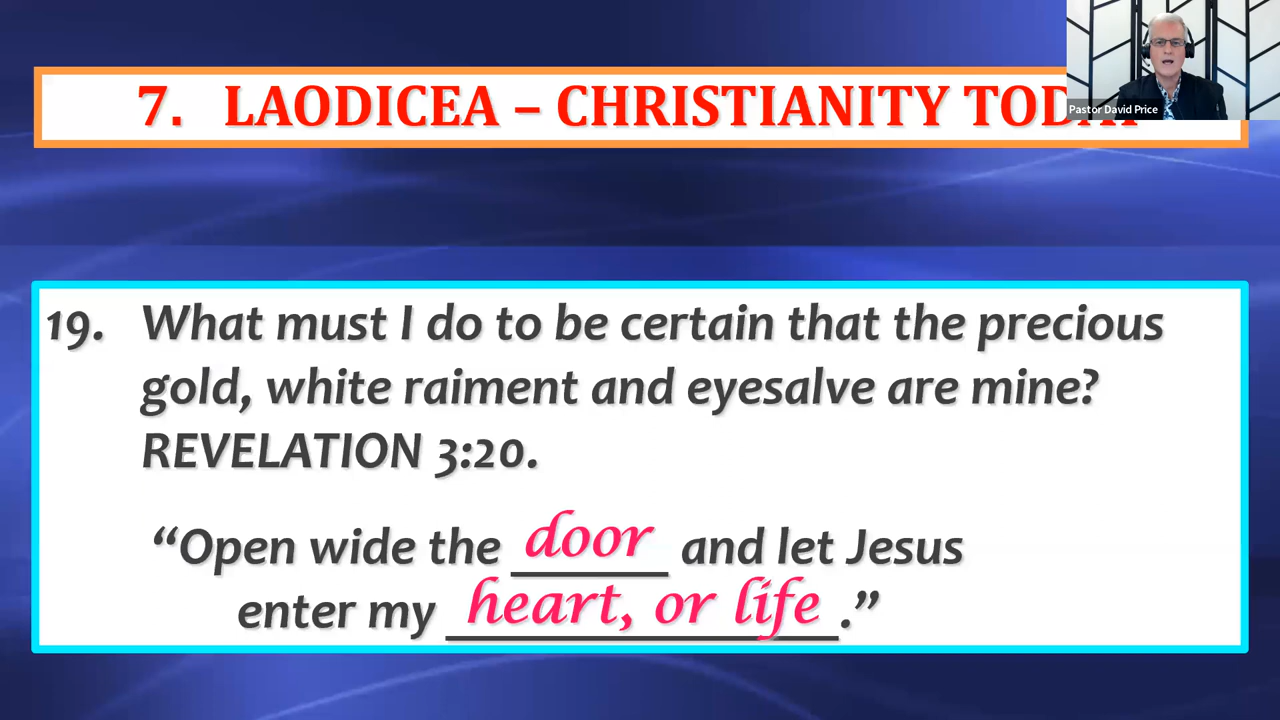 7. LAODICEA – CHRISTIANITY
Pastor David Price
19. What must I do to be certain that the precious
gold, white raiment and eyesalve are mine?
REVELATION 3:20.
“Open wide the door and let Jesus
enter my heart, or life.”